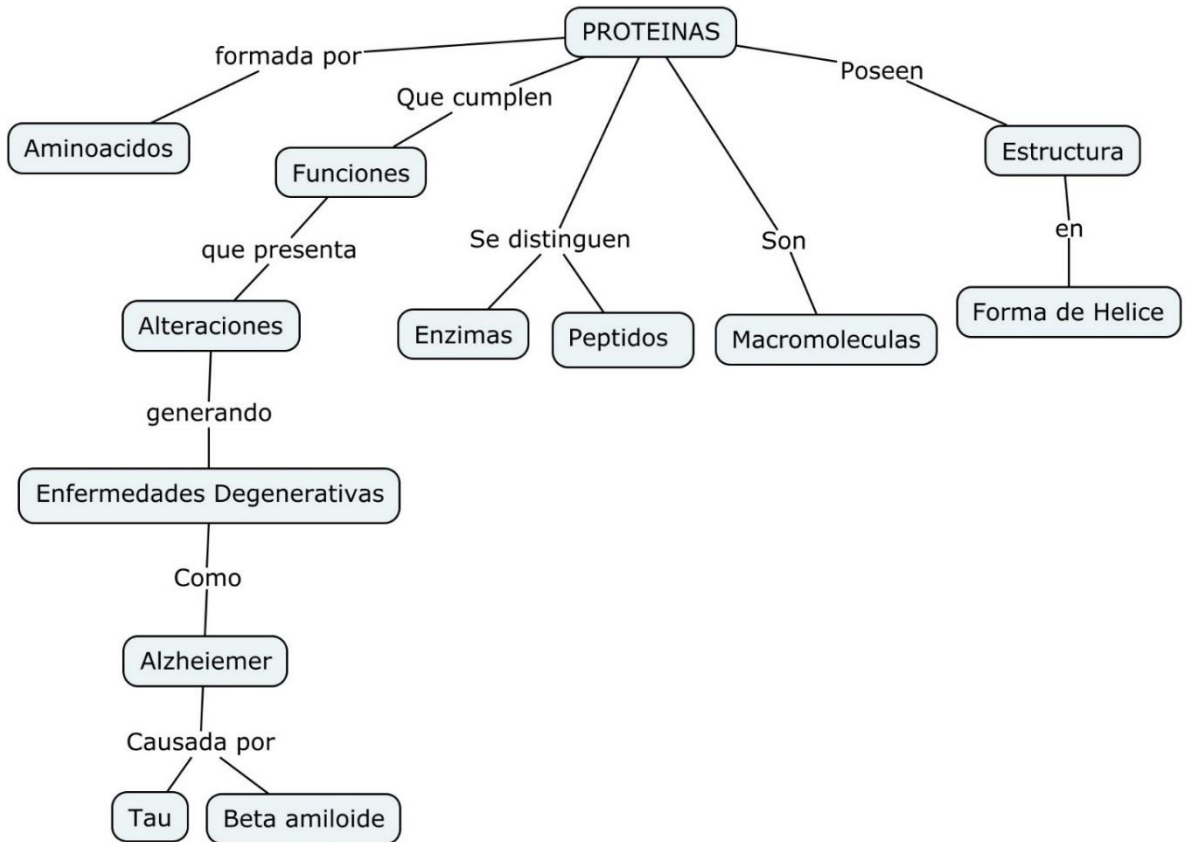 PROTEINAS
formada por
Poseen
Que cumplen
Aminoacidos
Estructura
Funciones
que presenta
Se distinguen
Son
en
Alteraciones
Enzimas
Peptidos
Macromoleculas
Forma de Helice
generando
Enfermedades Degenerativas
Como
Alzheiemer
Causada por
Tau
Beta amiloide